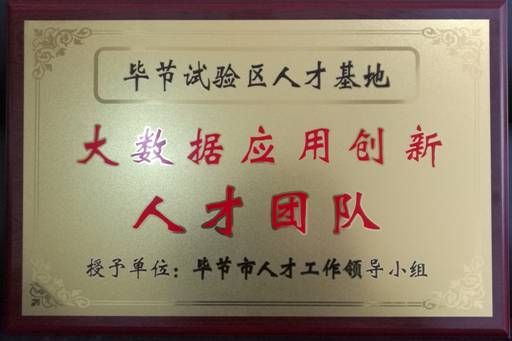 毕节试验区人才基地
大数据应用创新
人才团队
授予单位：毕节市人才工作领导小组